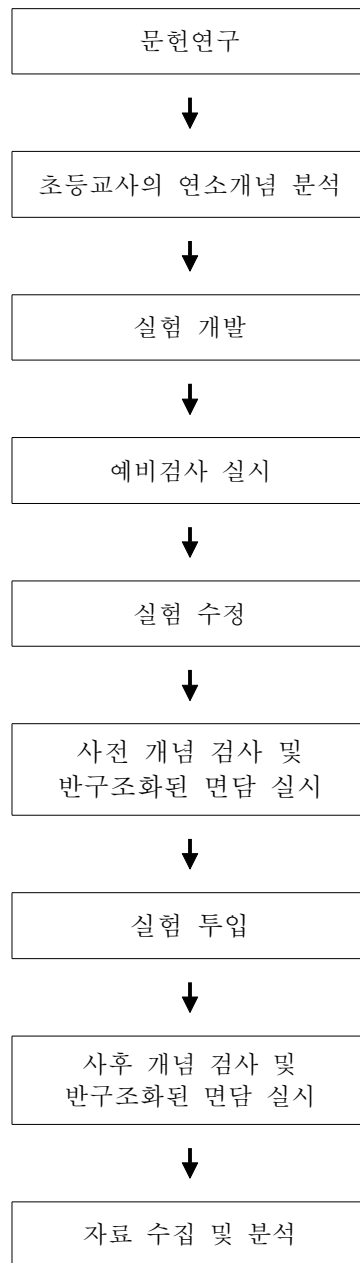 문헌연구
초등교사의 연소개념 분석
실험 개발
예비검사 실시
실험 수정
사전 개념 검사 및
반구조화된 면담 실시
실험 투입
사후 개념 검사 및
반구조화된 면담 실시
자료 수집 및 분석